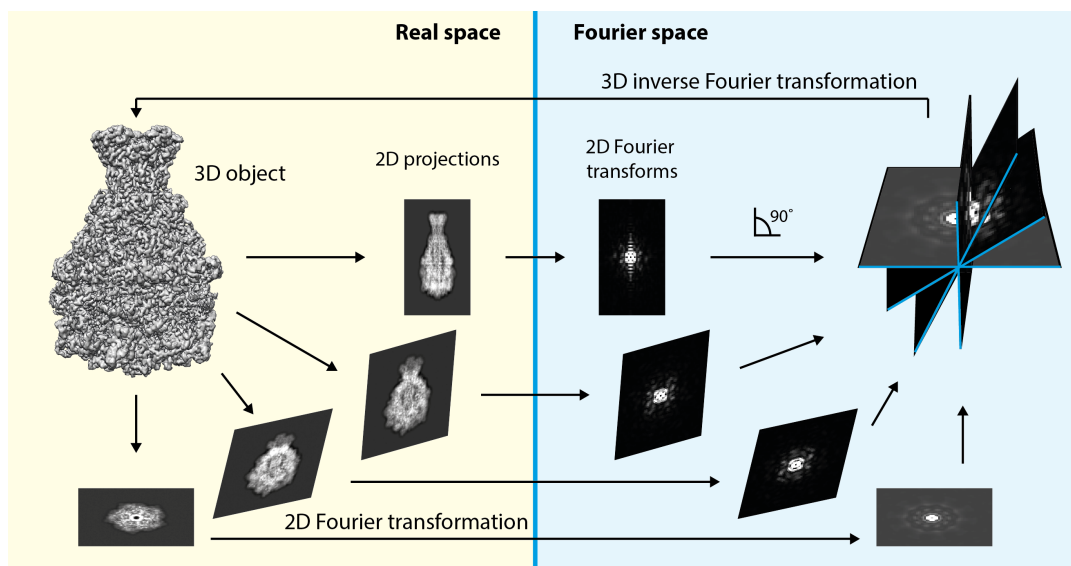 Real space
Fourier space
3D inverse Fourier transformation
3D object
2D projections
2D Fourier
transforms
90°
2D Fourier transformation